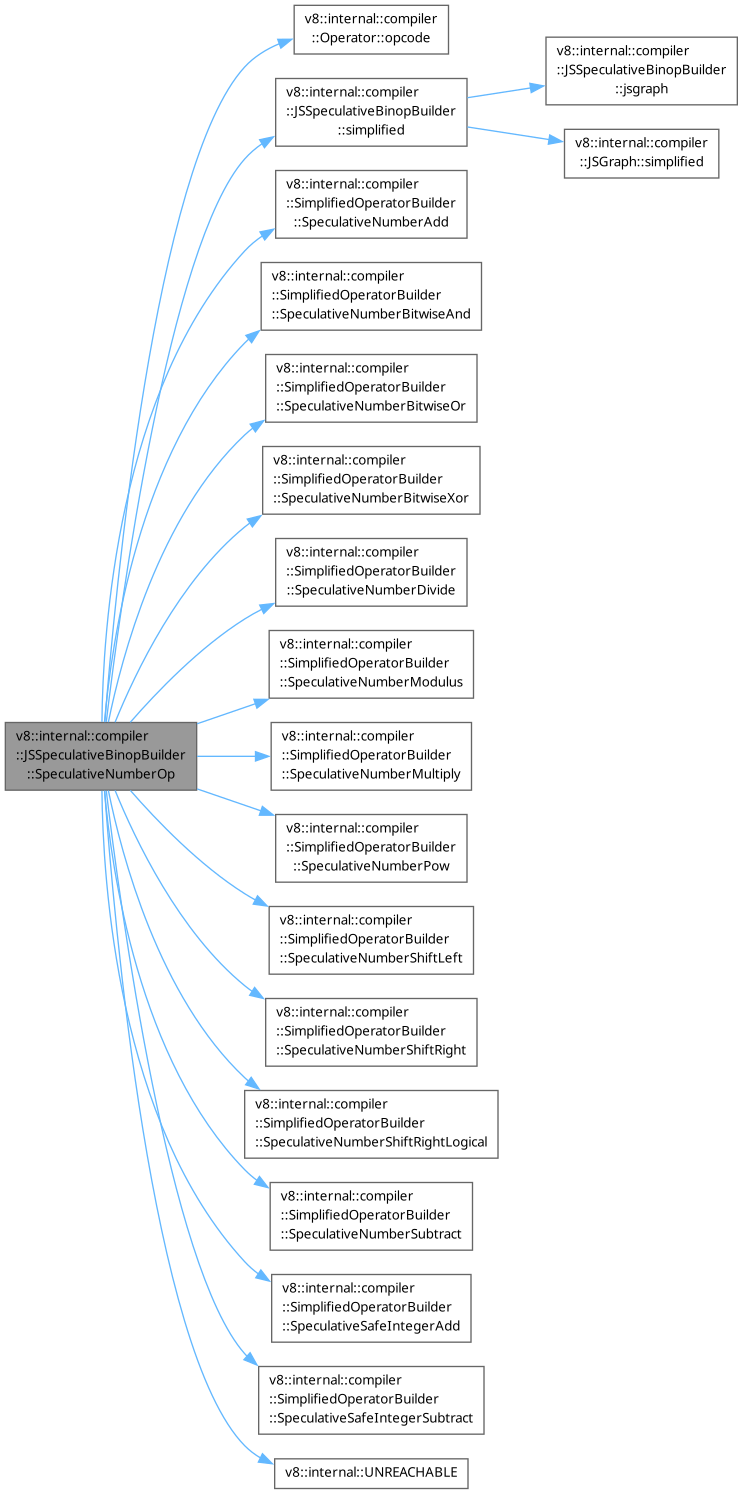 v8::internal::compiler
::Operator::opcode
v8::internal::compiler
::JSSpeculativeBinopBuilder
::simplified
v8::internal::compiler
::JSSpeculativeBinopBuilder
::jsgraph
v8::internal::compiler
::JSGraph::simplified
v8::internal::compiler
::SimplifiedOperatorBuilder
::SpeculativeNumberAdd
v8::internal::compiler
::SimplifiedOperatorBuilder
::SpeculativeNumberBitwiseAnd
v8::internal::compiler
::SimplifiedOperatorBuilder
::SpeculativeNumberBitwiseOr
v8::internal::compiler
::SimplifiedOperatorBuilder
::SpeculativeNumberBitwiseXor
v8::internal::compiler
::SimplifiedOperatorBuilder
::SpeculativeNumberDivide
v8::internal::compiler
::SimplifiedOperatorBuilder
::SpeculativeNumberModulus
v8::internal::compiler
::JSSpeculativeBinopBuilder
::SpeculativeNumberOp
v8::internal::compiler
::SimplifiedOperatorBuilder
::SpeculativeNumberMultiply
v8::internal::compiler
::SimplifiedOperatorBuilder
::SpeculativeNumberPow
v8::internal::compiler
::SimplifiedOperatorBuilder
::SpeculativeNumberShiftLeft
v8::internal::compiler
::SimplifiedOperatorBuilder
::SpeculativeNumberShiftRight
v8::internal::compiler
::SimplifiedOperatorBuilder
::SpeculativeNumberShiftRightLogical
v8::internal::compiler
::SimplifiedOperatorBuilder
::SpeculativeNumberSubtract
v8::internal::compiler
::SimplifiedOperatorBuilder
::SpeculativeSafeIntegerAdd
v8::internal::compiler
::SimplifiedOperatorBuilder
::SpeculativeSafeIntegerSubtract
v8::internal::UNREACHABLE